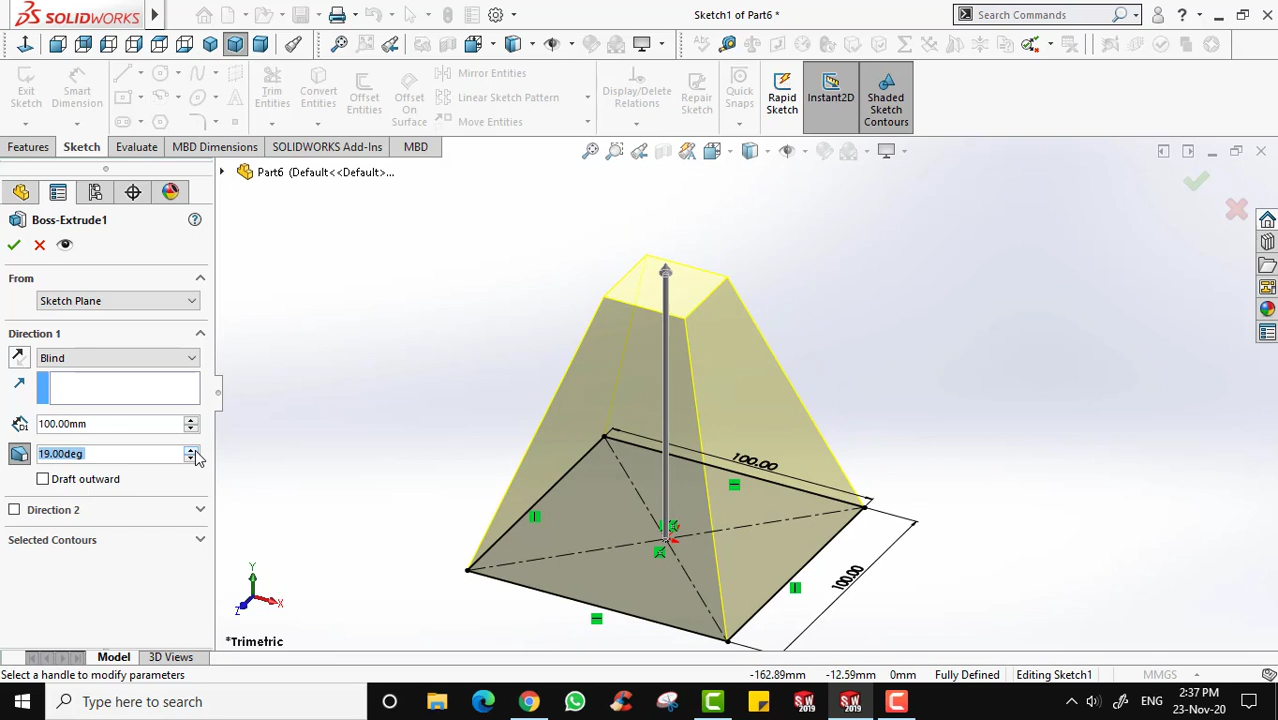 SOLIDWORKS
Sketch1 of Part6 *
Search Commands
Exit Sketch
Smart Dimension
Trim Entities
Convert Entities
Offset Entities
Offset On Surface
Mirror Entities
Linear Sketch Pattern
Move Entities
Display/Delete Relations
Repair Sketch
Quick Snaps
Rapid Sketch
Instant2D
Shaded Sketch Contours
Features
Sketch
Evaluate
MBD Dimensions
SOLIDWORKS Add-Ins
MBD
Part6 (Default<<Default>...
Boss-Extrude1
From
Sketch Plane
Direction 1
Blind
100.00mm
19.00deg
Draft outward
Direction 2
Selected Contours
100.00
100.00
Y
X
Z
*Trimetric
Model
3D Views
Select a handle to modify parameters
-162.89mm
-12.59mm
0mm
Fully Defined
Editing Sketch1
MMGS
Type here to search
SW 2019
SW 2019
ENG
2:37 PM
23-Nov-20